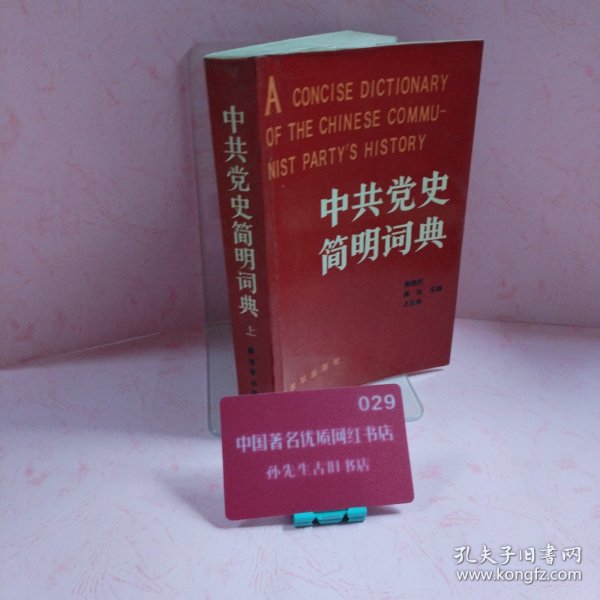 A CONCISE DICTIONARY
OF THE CHINESE COMMU-
NIST PARTY'S HISTORY
中共党史
简明词典
主编
中共党史简明词典 上
029
中国著名优质网红书店
孙先生古旧书店
孔夫子旧书网
www.kongfz.com